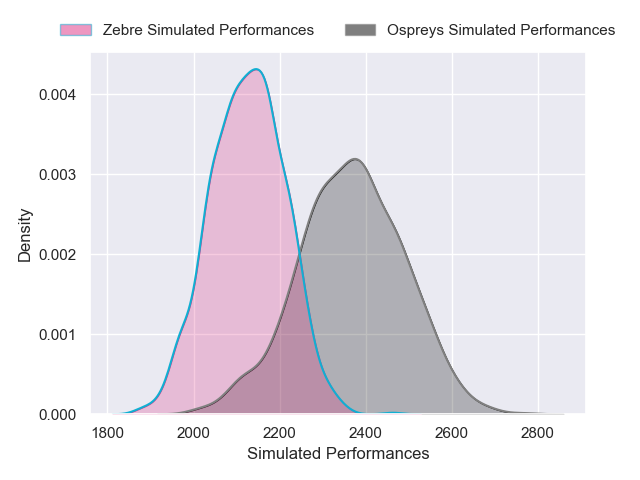 Zebre Simulated Performances Ospreys Simulated Performances
0.004
0.003
0.002
0.001
0.000
Density
1800 2000 2200 2400 2600 2800
Simulated Performances